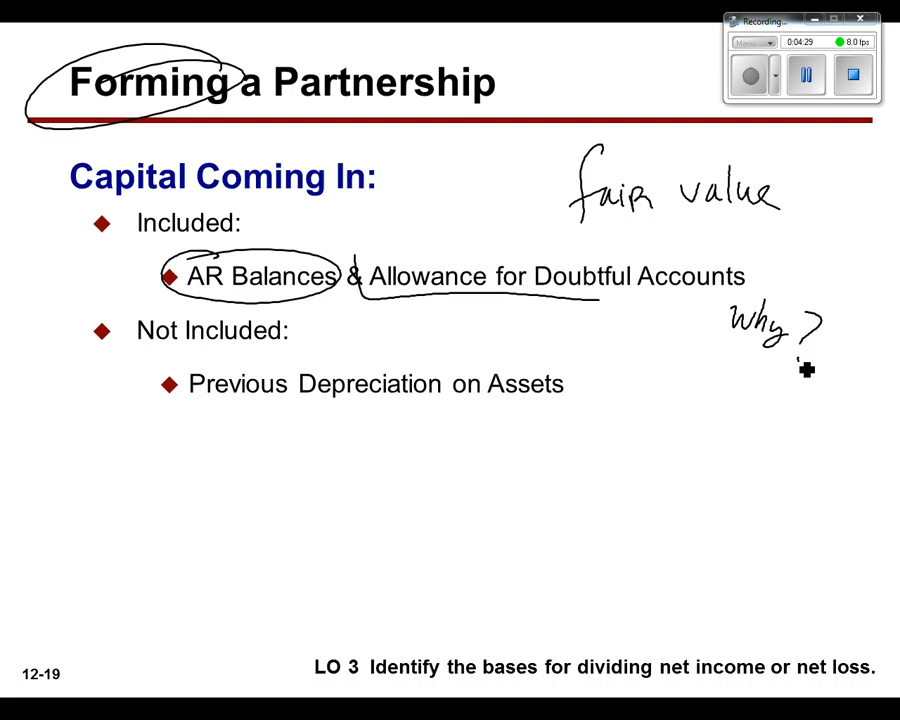 Recording...
Menu
0:04:29
8.0 fps
Forming a Partnership
Capital Coming In:
fair value
Included:
AR Balances & Allowance for Doubtful Accounts
Why?
Not Included:
Previous Depreciation on Assets
12-19
LO 3 Identify the bases for dividing net income or net loss.